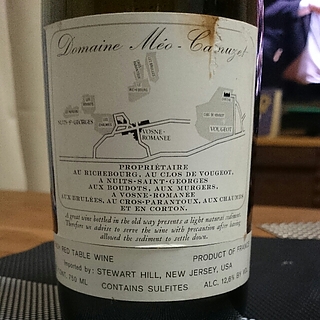 Domaine Méo-Camuzet
NUITS-ST-GEORGES
VOSNE-
ROMANÉE
VOUGEOT
PROPRIÉTAIRE
AU RICHEBOURG, AU CLOS DE VOUGEOT,
A NUITS-SAINT-GEORGES
AUX BOUDOTS, AUX MURGERS,
A VOSNE-ROMANÉE
AUX BRULEES, AU CROS-PARANTOUX, AUX CHAUMES
ET EN CORTON.
A great wine bottled in the old way presents a light natural sediment.
Therefore we advise to serve the wine with precaution after having
allowed the sediment to settle down.
RED TABLE WINE
PRODUCT OF FRANCE
Imported by: STEWART HILL, NEW JERSEY, USA
750 ML
CONTAINS SULFITES
ALC. 12,6% BY VOL